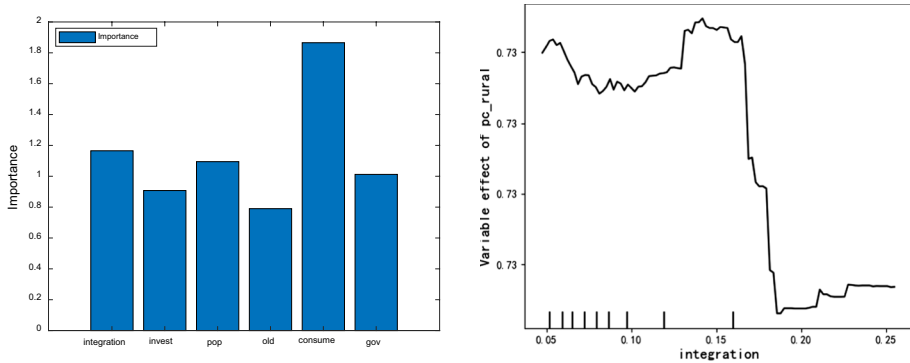 2
1.8
1.6
1.4
1.2
1
0.8
0.6
0.4
0.2
0
Importance
Importance
integration invest pop old consume gov
0.73
0.73
0.73
0.73
Variable effect of pc_rural
0.05 0.10 0.15 0.20 0.25
integration